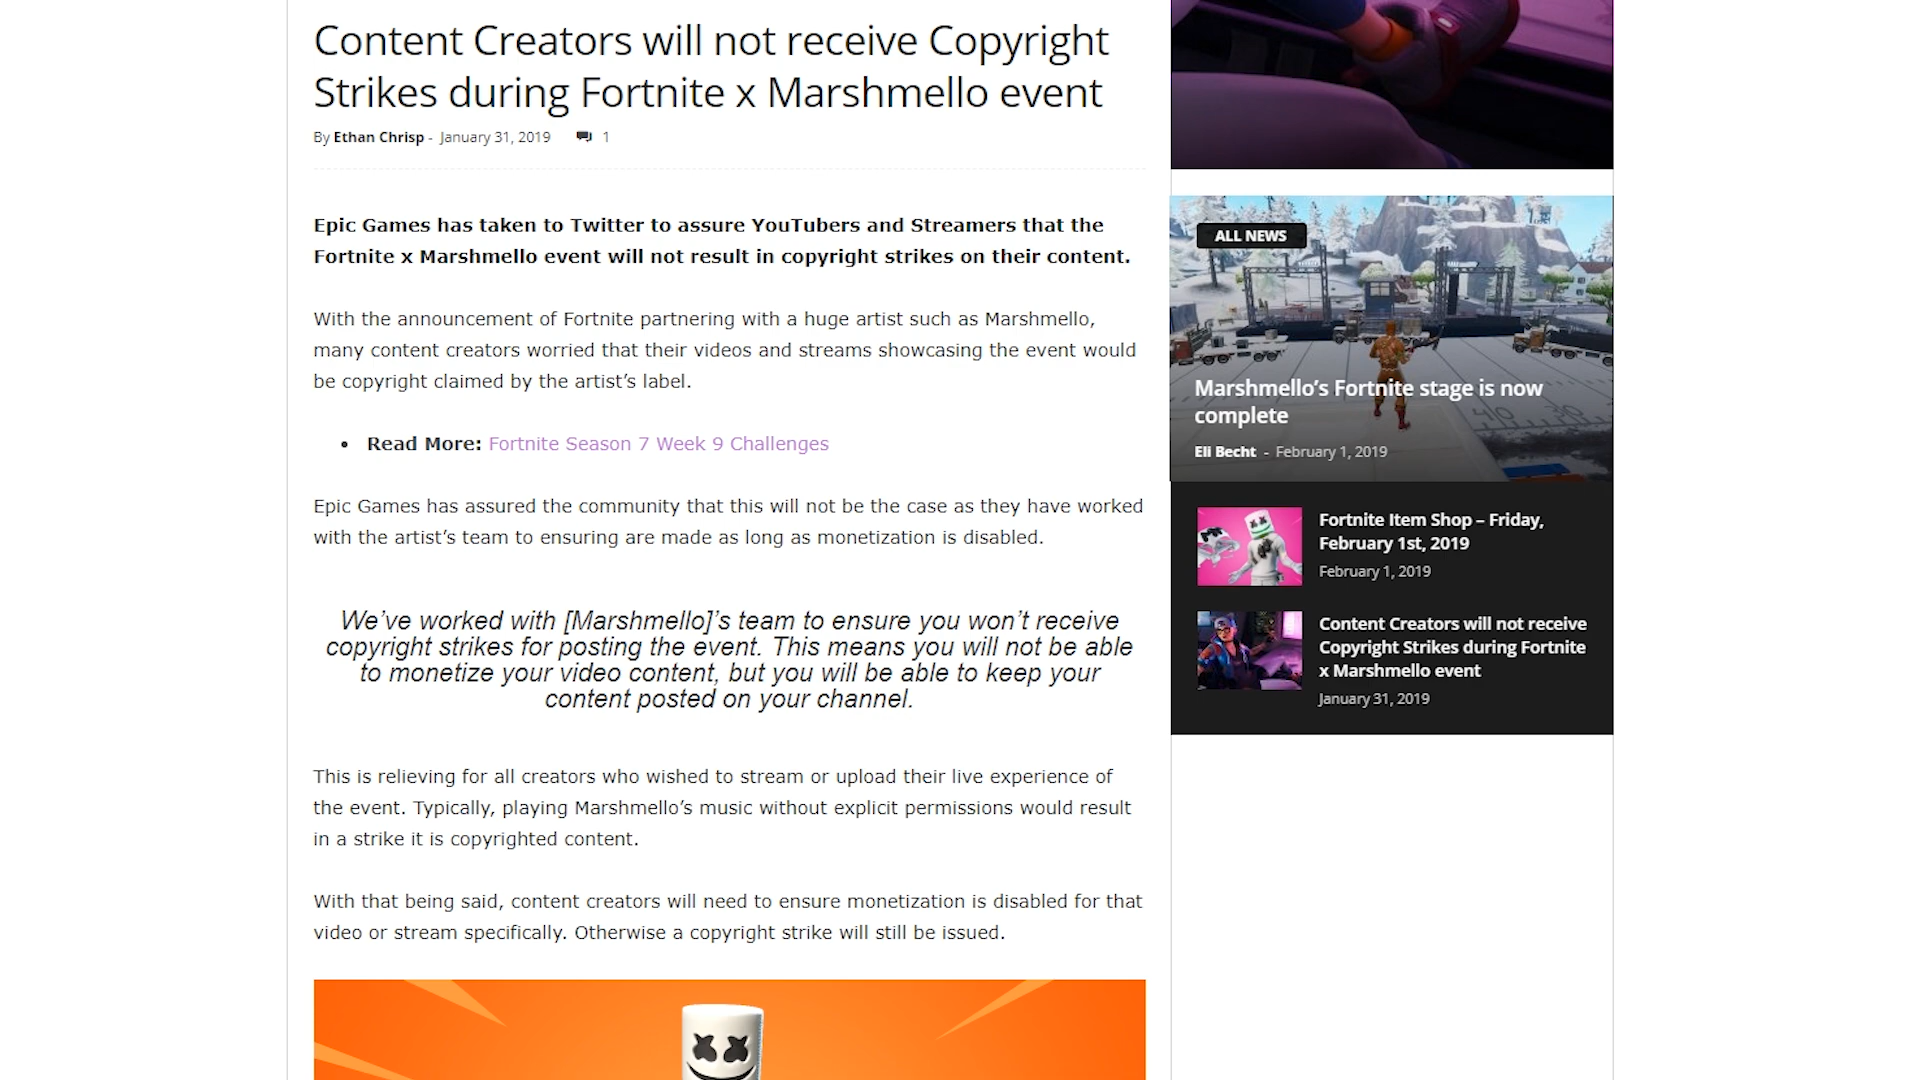 Content Creators will not receive Copyright
Strikes during Fortnite x Marshmello event
By Ethan Chrisp - January 31, 2019 1
Epic Games has taken to Twitter to assure YouTubers and Streamers that the
Fortnite x Marshmello event will not result in copyright strikes on their content.
With the announcement of Fortnite partnering with a huge artist such as Marshmello,
many content creators worried that their videos and streams showcasing the event would
be copyright claimed by the artist's label.
• Read More: Fortnite Season 7 Week 9 Challenges
Epic Games has assured the community that this will not be the case as they have worked
with the artist's team to ensuring are made as long as monetization is disabled.
We've worked with [Marshmello]'s team to ensure you won't receive
copyright strikes for posting the event. This means you will not be able
to monetize your video content, but you will be able to keep your
content posted on your channel.
This is relieving for all creators who wished to stream or upload their live experience of
the event. Typically, playing Marshmello's music without explicit permissions would result
in a strike it is copyrighted content.
With that being said, content creators will need to ensure monetization is disabled for that
video or stream specifically. Otherwise a copyright strike will still be issued.
ALL NEWS
Marshmello's Fortnite stage is now
complete
Eli Becht - February 1, 2019
Fortnite Item Shop – Friday,
February 1st, 2019
February 1, 2019
Content Creators will not receive
Copyright Strikes during Fortnite
x Marshmello event
January 31, 2019